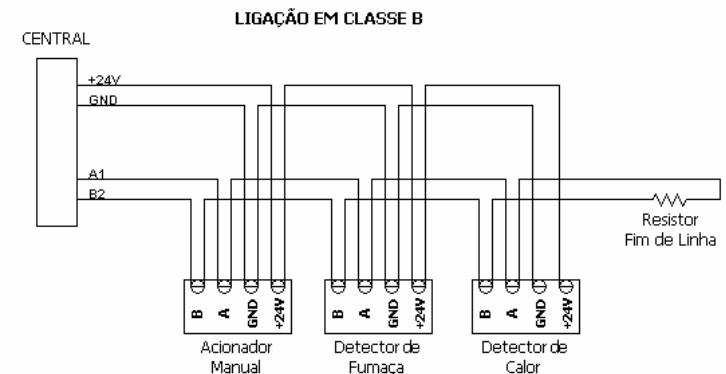 LIGAÇÃO EM CLASSE B
CENTRAL
+24V
GND
A1
B2
Resistor
Fim de Linha
B A GND +24V
B A GND +24V
B A GND +24V
Acionador
Manual
Detector de
Fumaça
Detector de
Calor